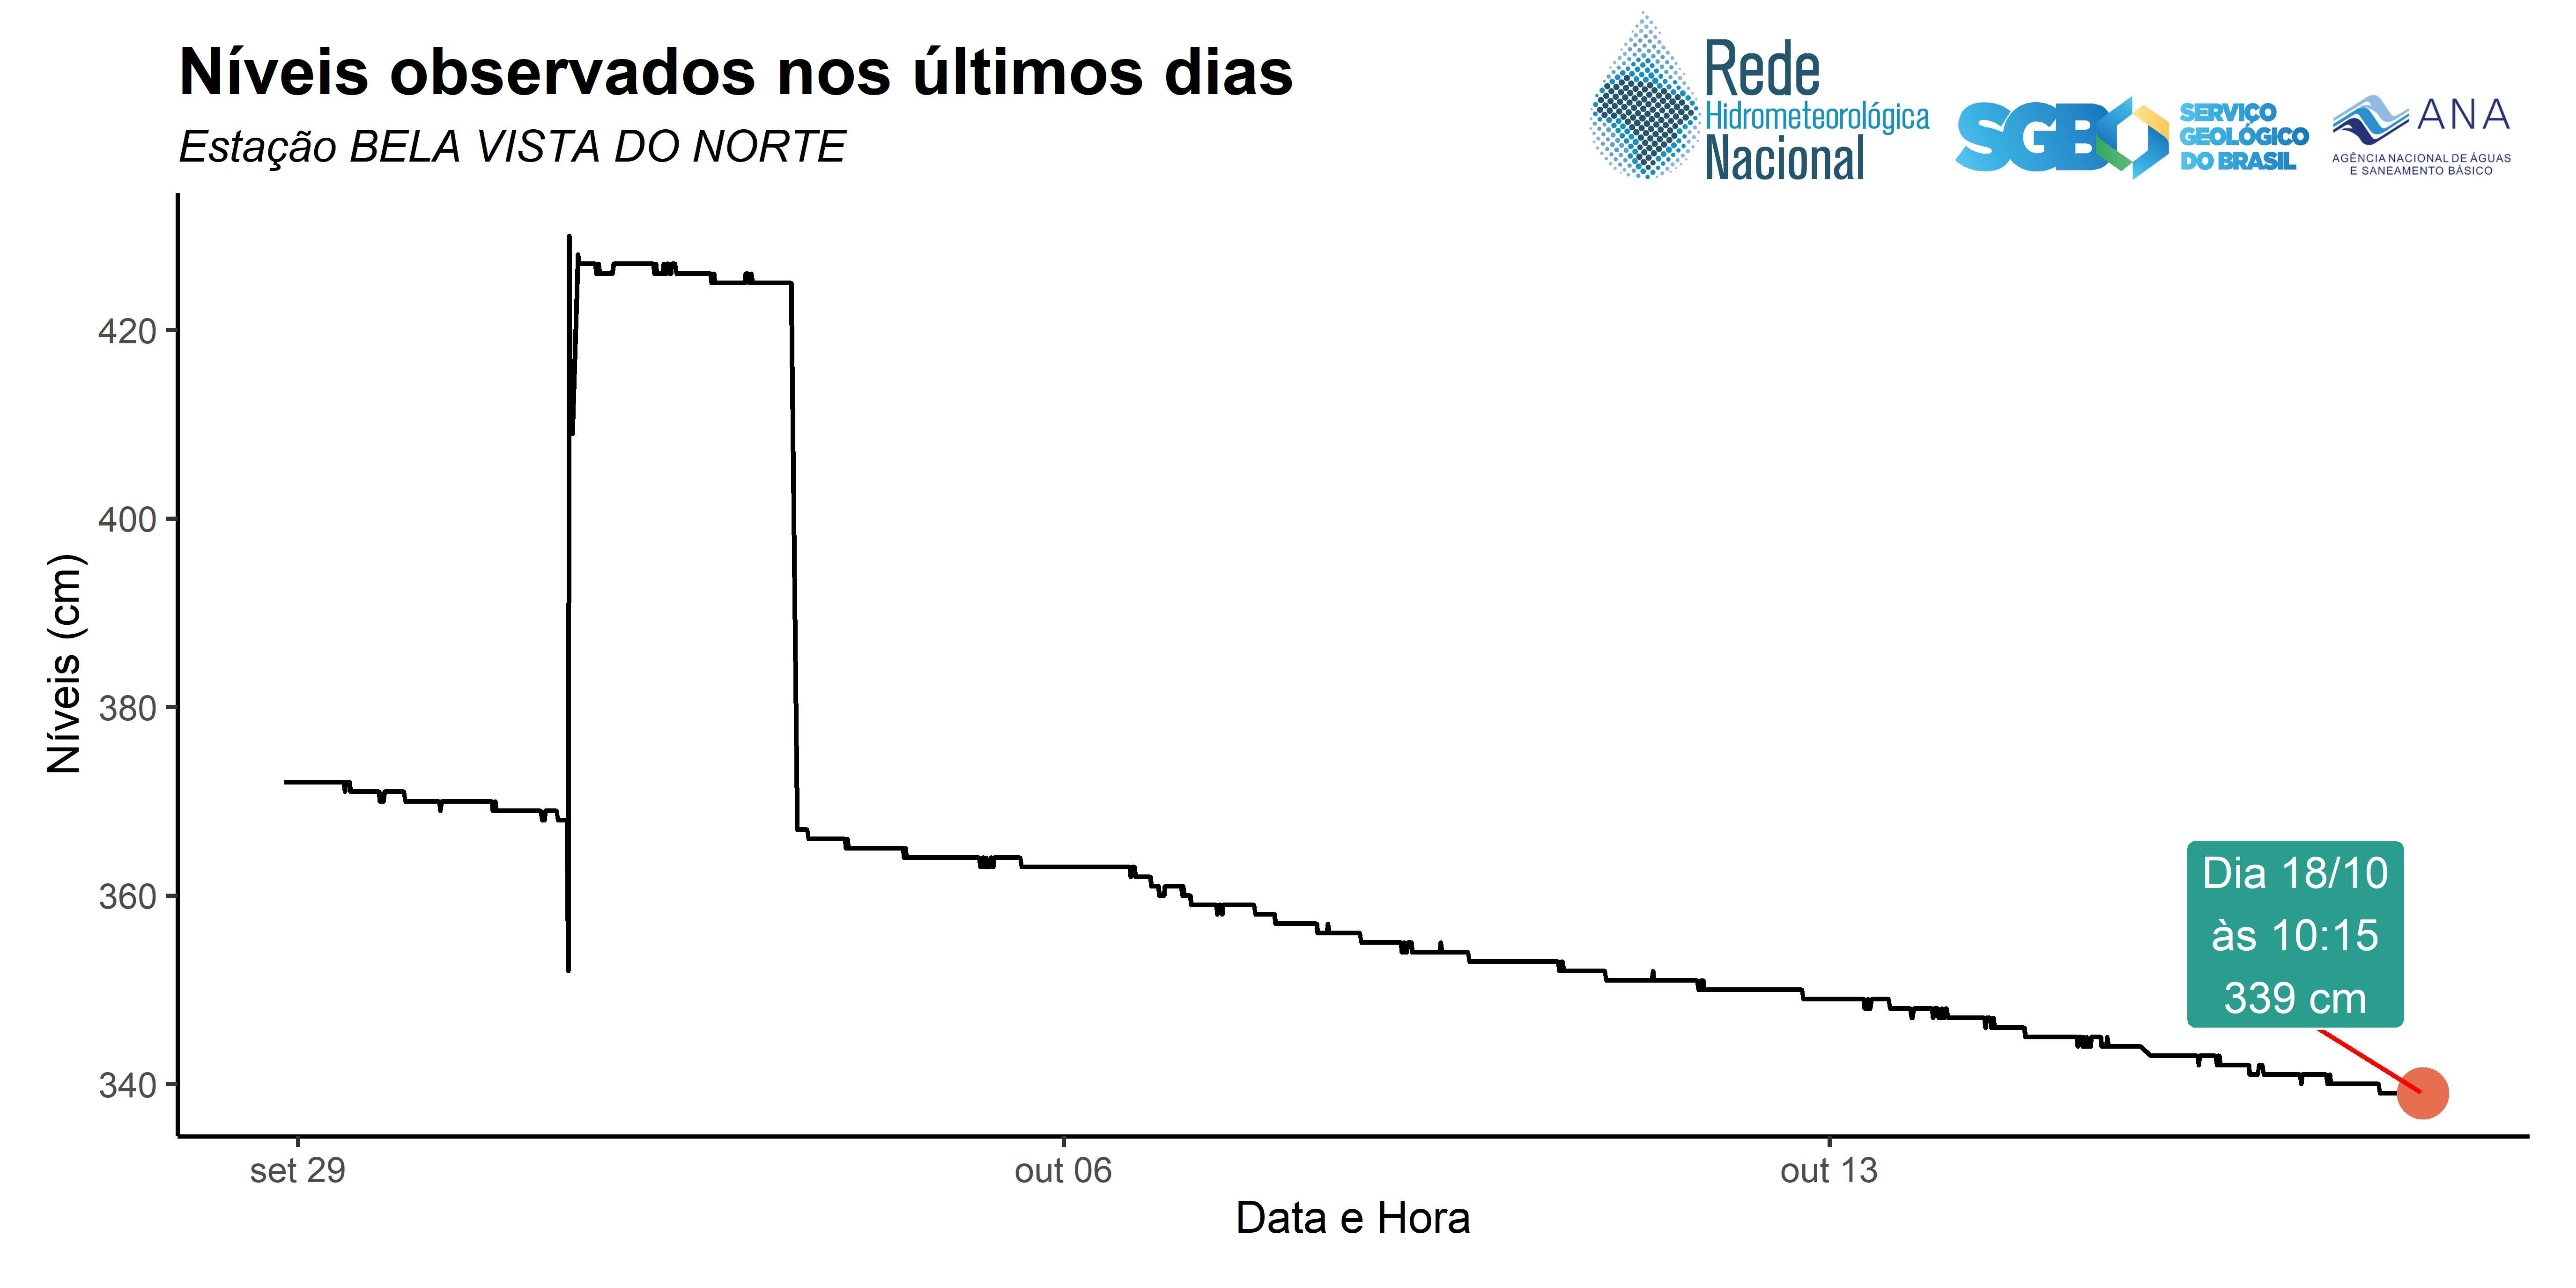 Níveis observados nos últimos dias
Estação BELA VISTA DO NORTE
Rede
Hidrometeorológica
Nacional
SGB
SERVIÇO
GEOLÓGICO
DO BRASIL
ANA
AGÊNCIA NACIONAL DE ÁGUAS
E SANEAMENTO BÁSICO
Níveis (cm)
420
400
380
360
340
Dia 18/10
às 10:15
339 cm
set 29
out 06
out 13
Data e Hora